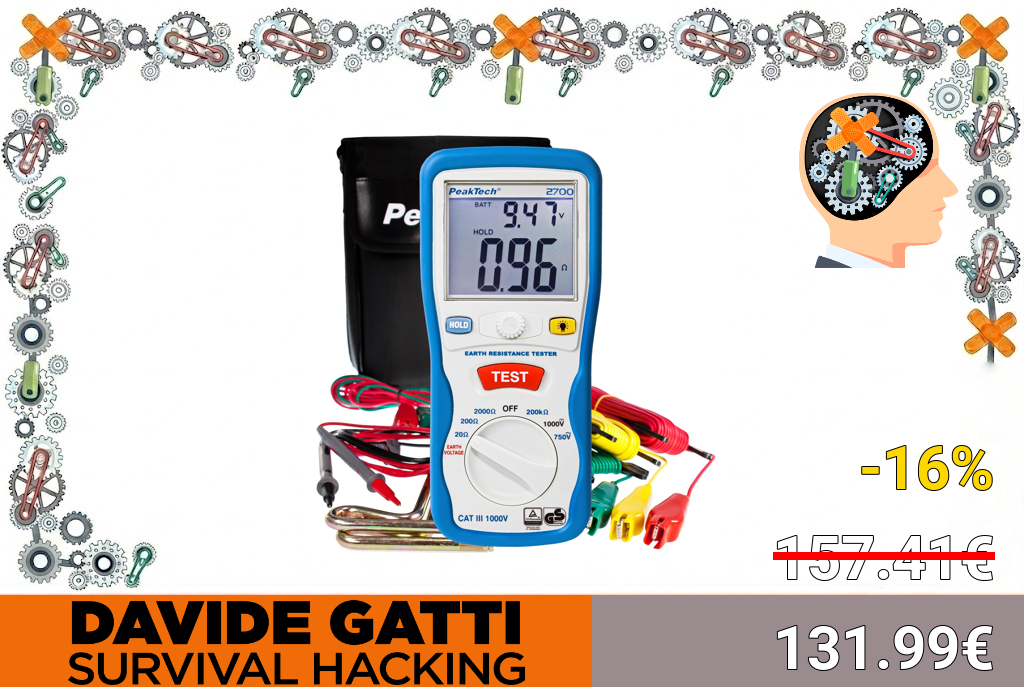 PeakTech® 2700
BATT 9.47 V
HOLD
0.96 Ω
Pe
HOLD
EARTH RESISTANCE TESTER
TEST
OFF
2000Ω 200kΩ
200Ω 1000V
20Ω 750V
EARTH
VOLTAGE
CAT III 1000V
GS
-16%
157.41€
131.99€
DAVIDE GATTI
SURVIVAL HACKING